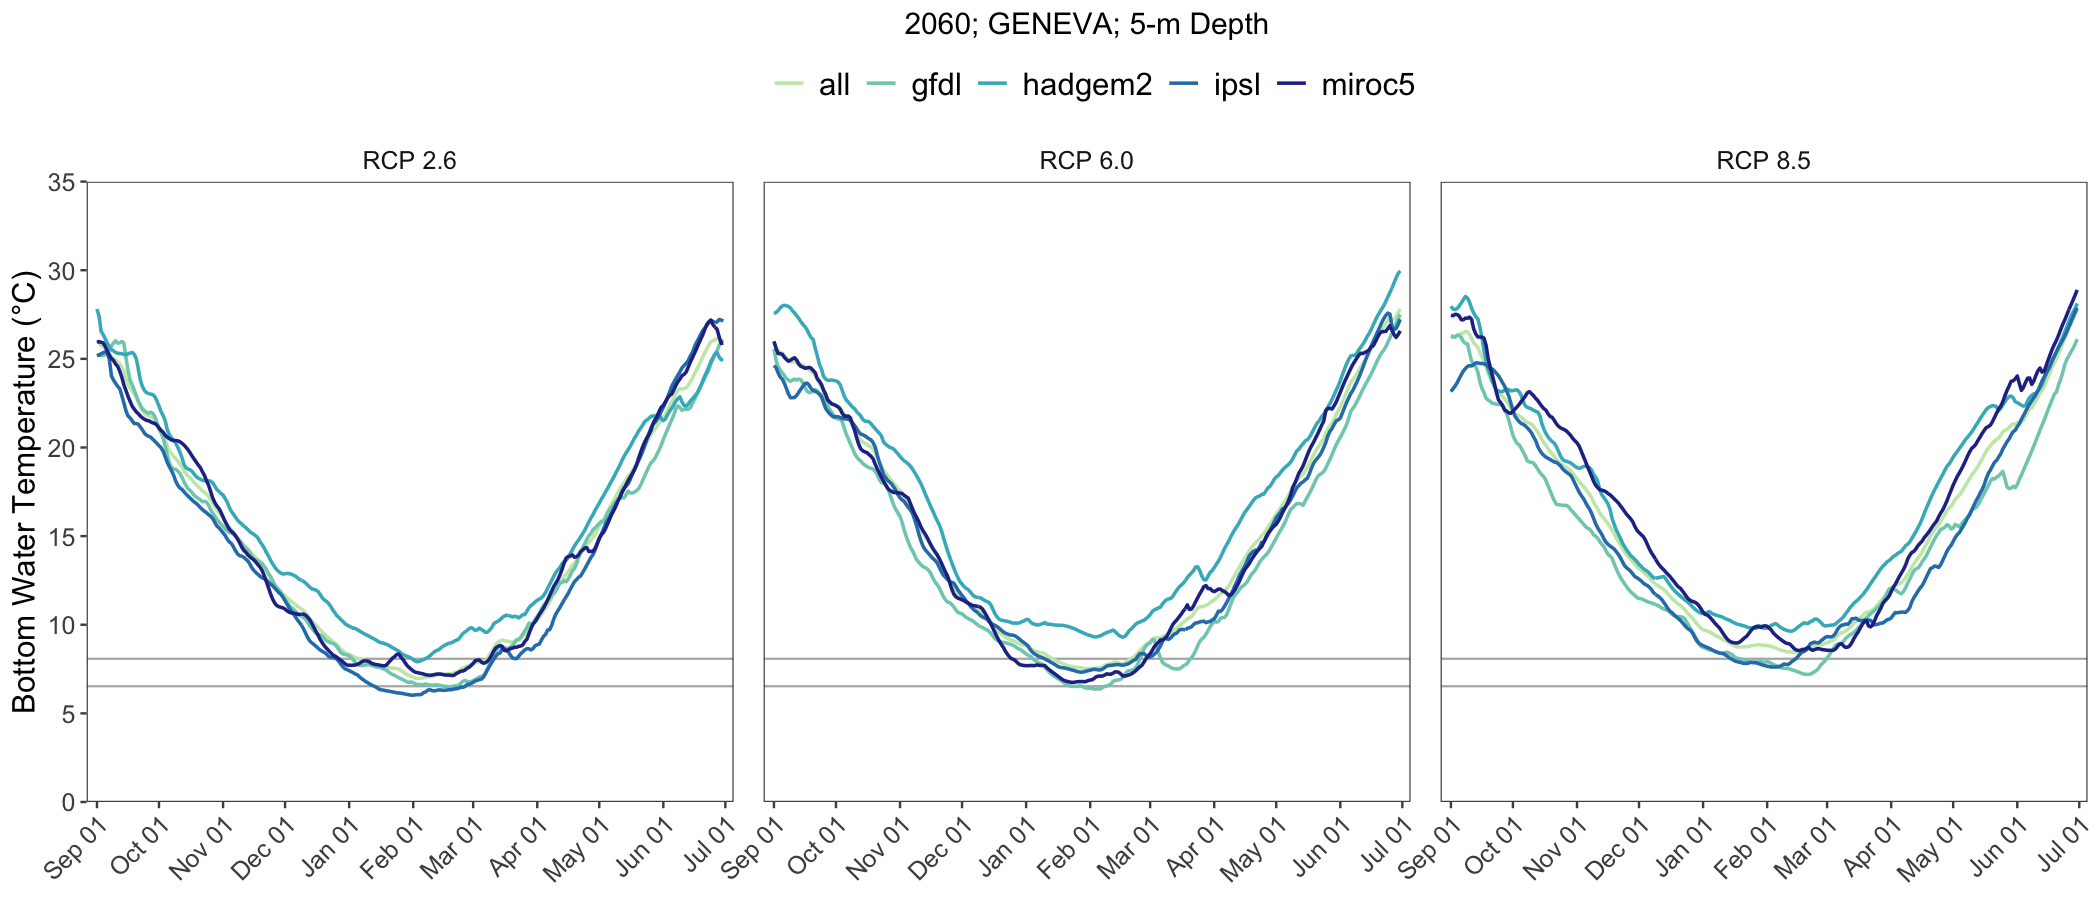 2060; GENEVA; 5-m Depth
all gfdl hadgem2 ipsl miroc5
RCP 2.6 RCP 6.0 RCP 8.5
Bottom Water Temperature (°C)
35
30
25
20
15
10
5
0
Sep 01 Oct 01 Nov 01 Dec 01 Jan 01 Feb 01 Mar 01 Apr 01 May 01 Jun 01 Jul 01 Sep 01 Oct 01 Nov 01 Dec 01 Jan 01 Feb 01 Mar 01 Apr 01 May 01 Jun 01 Jul 01 Sep 01 Oct 01 Nov 01 Dec 01 Jan 01 Feb 01 Mar 01 Apr 01 May 01 Jun 01 Jul 01